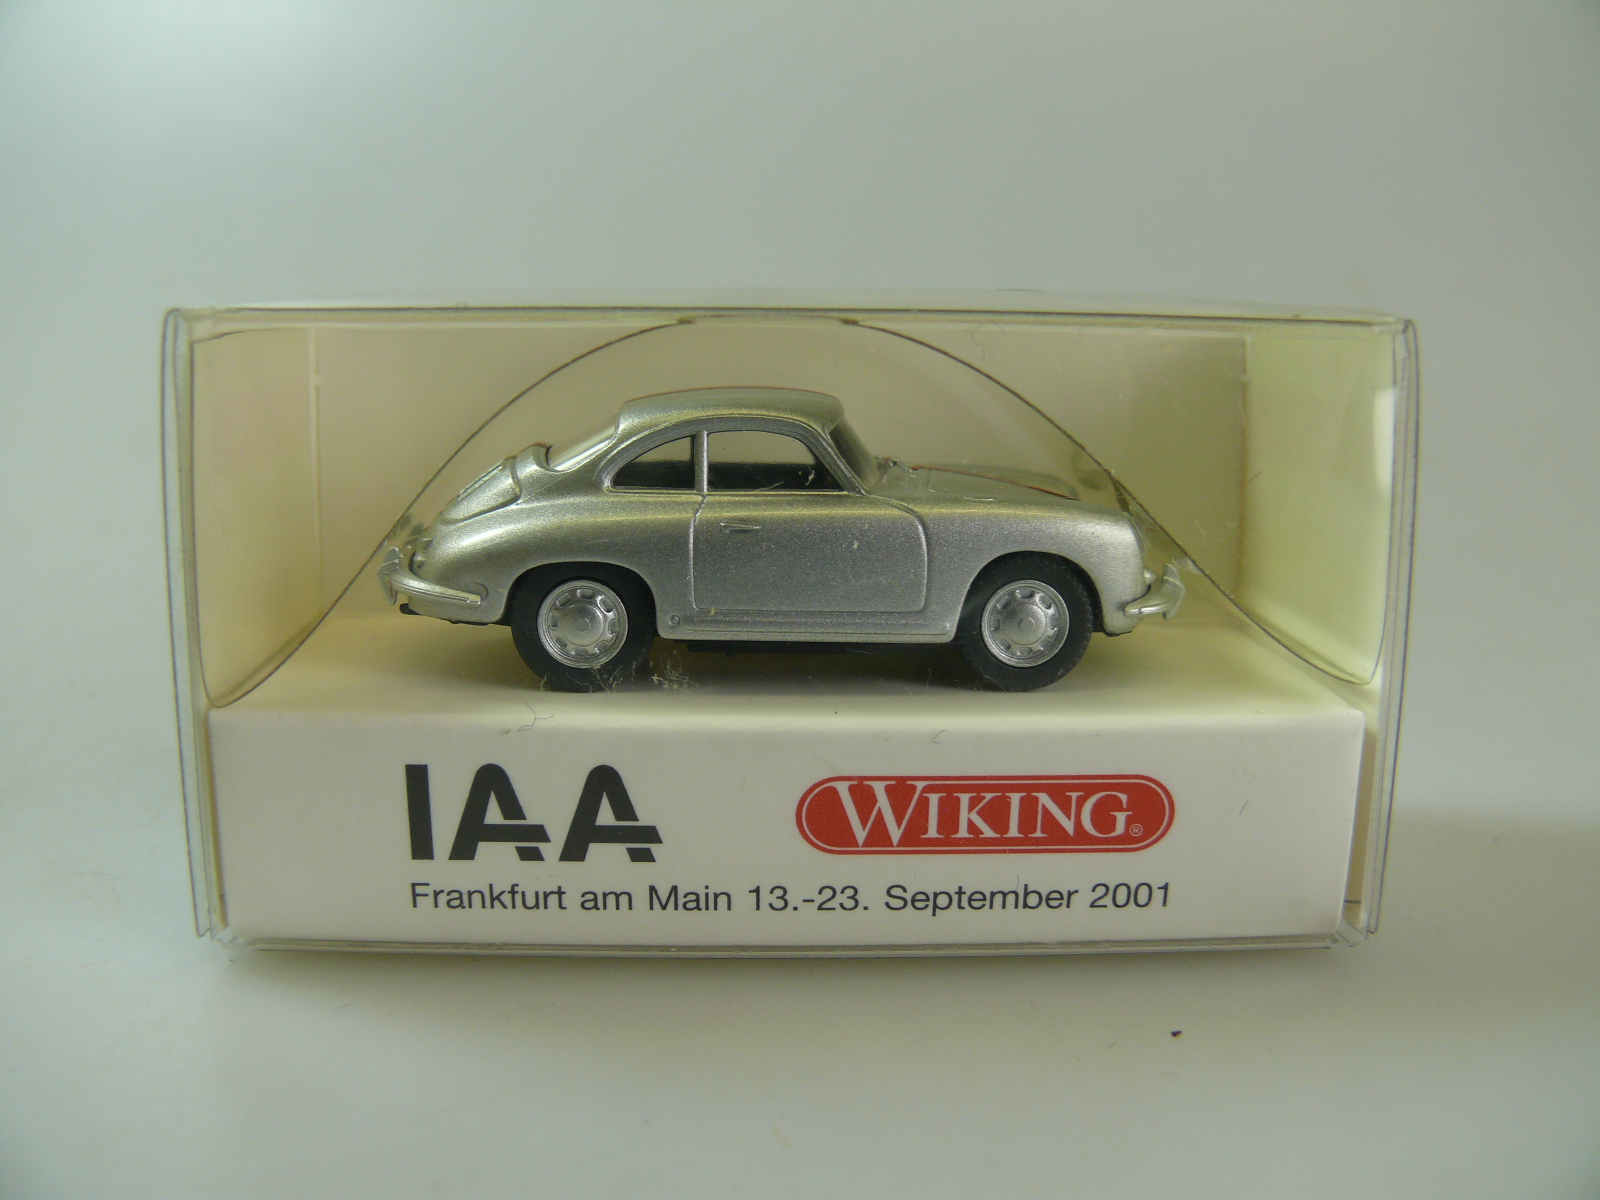 IAA
WIKING®
Frankfurt am Main 13.-23. September 2001